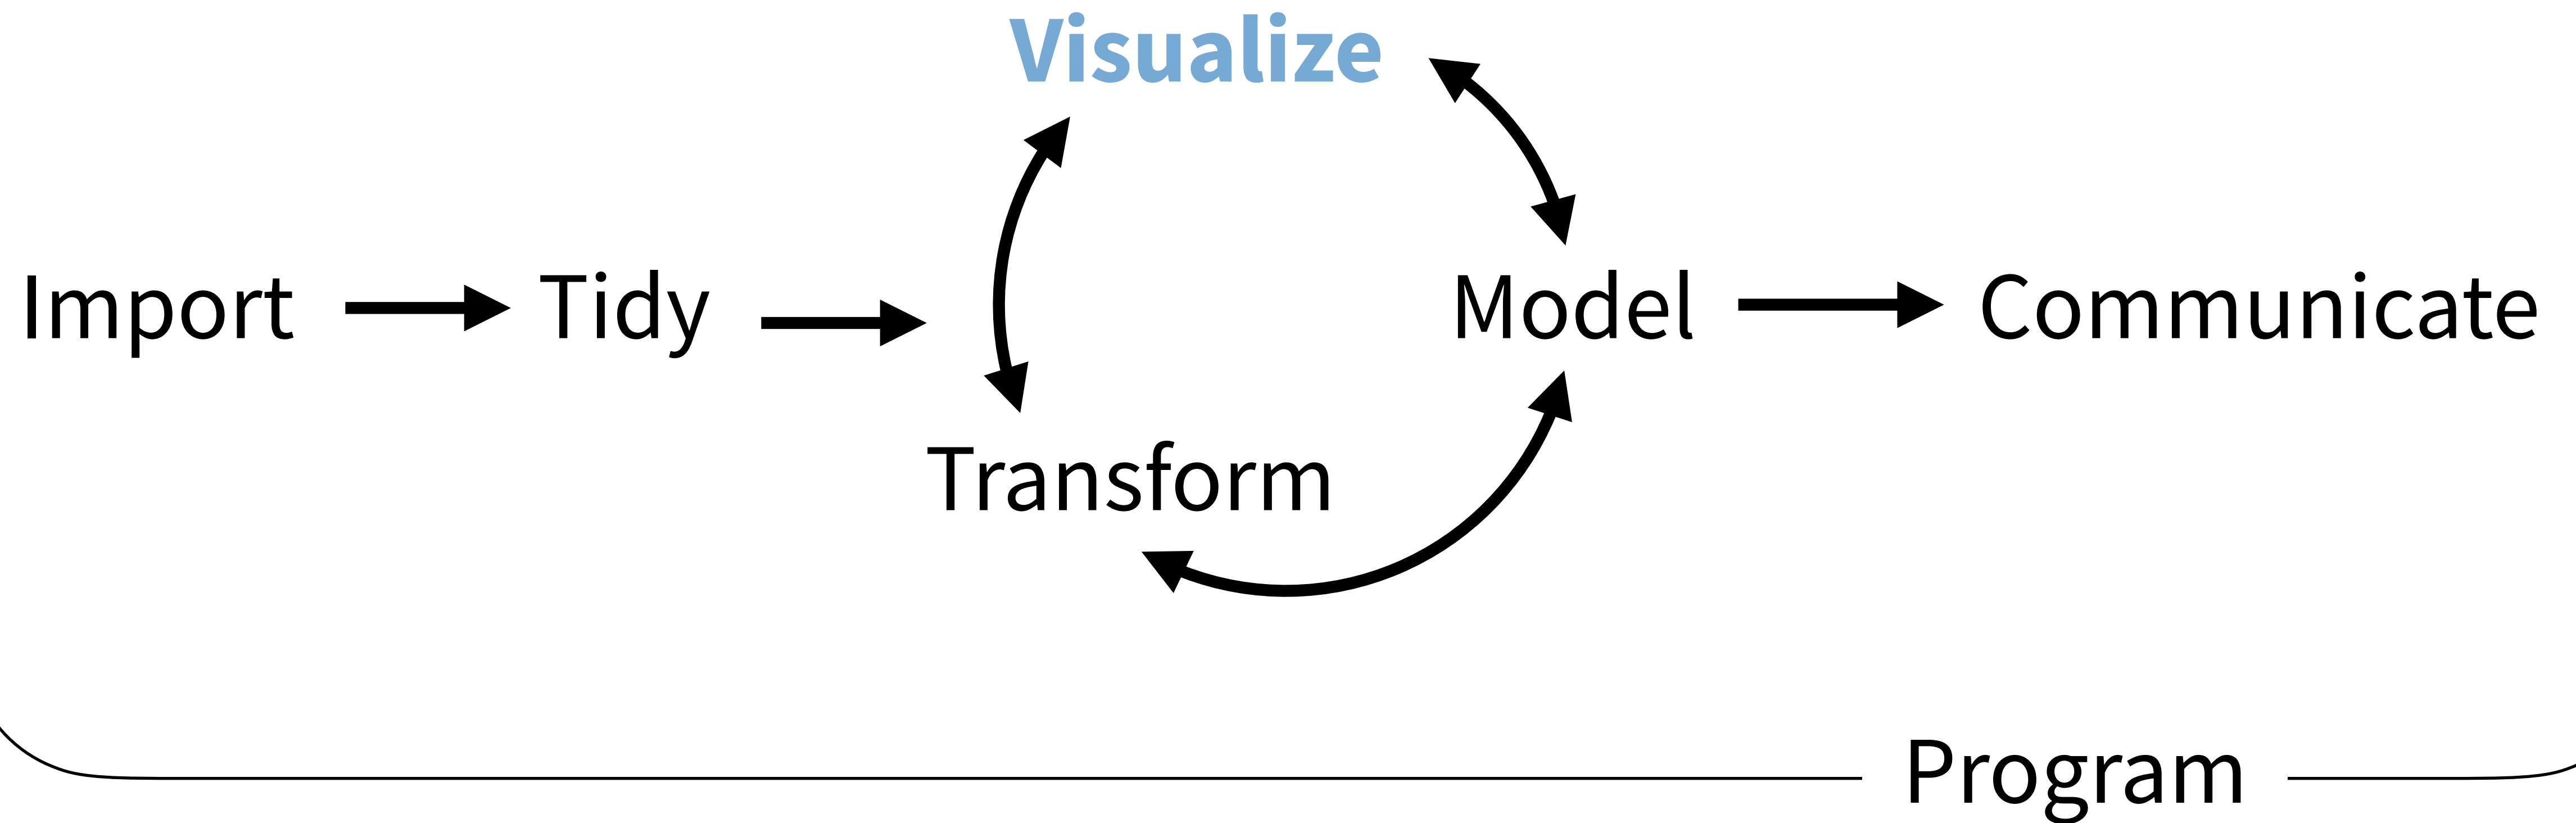 Visualize
Import
Tidy
Model
Communicate
Transform
Program